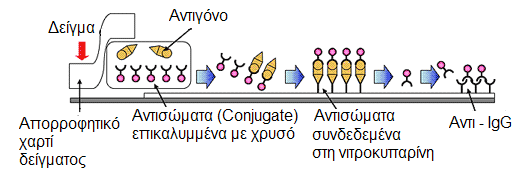 Δείγμα
Αντιγόνο
Απορροφητικό
χαρτί
δείγματος
Αντισώματα (Conjugate)
επικαλυμμένα με χρυσό
Αντισώματα
συνδεδεμένα
στη νιτροκυτταρίνη
Αντι - IgG